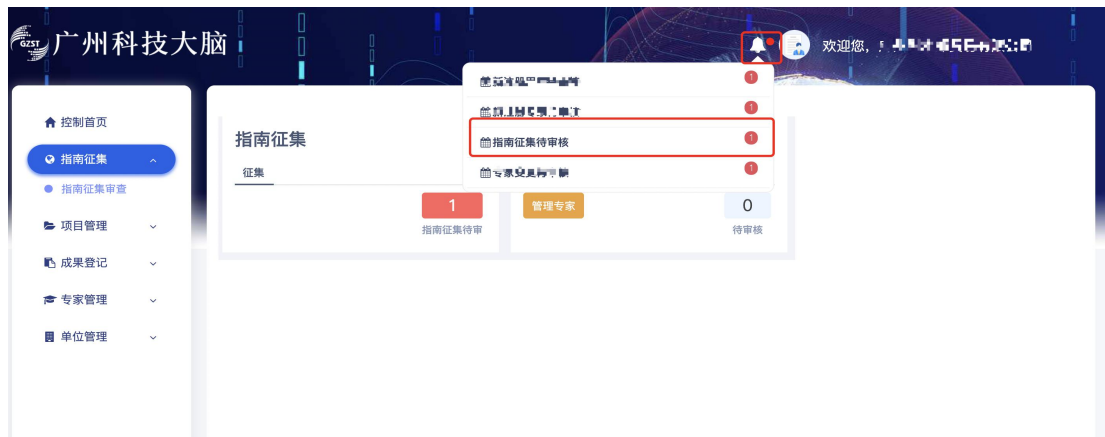 GZST
广州科技大脑
欢迎您，
1
1
指南征集待审核
1
1
控制首页
指南征集
指南征集审查
项目管理
成果登记
专家管理
单位管理
指南征集
征集
1
指南征集待审
管理专家
0
待审核